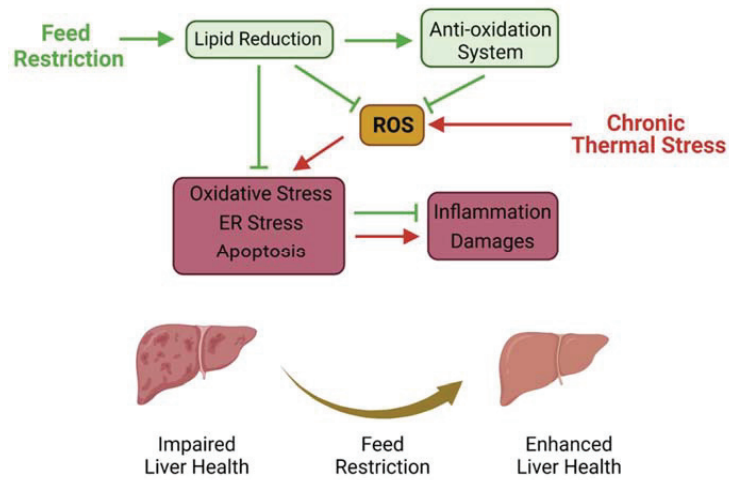 Feed
Restriction
Lipid Reduction
Anti-oxidation
System
ROS
Chronic
Thermal Stress
Oxidative Stress
ER Stress
Apoptosis
Inflammation
Damages
Impaired
Liver Health
Feed
Restriction
Enhanced
Liver Health